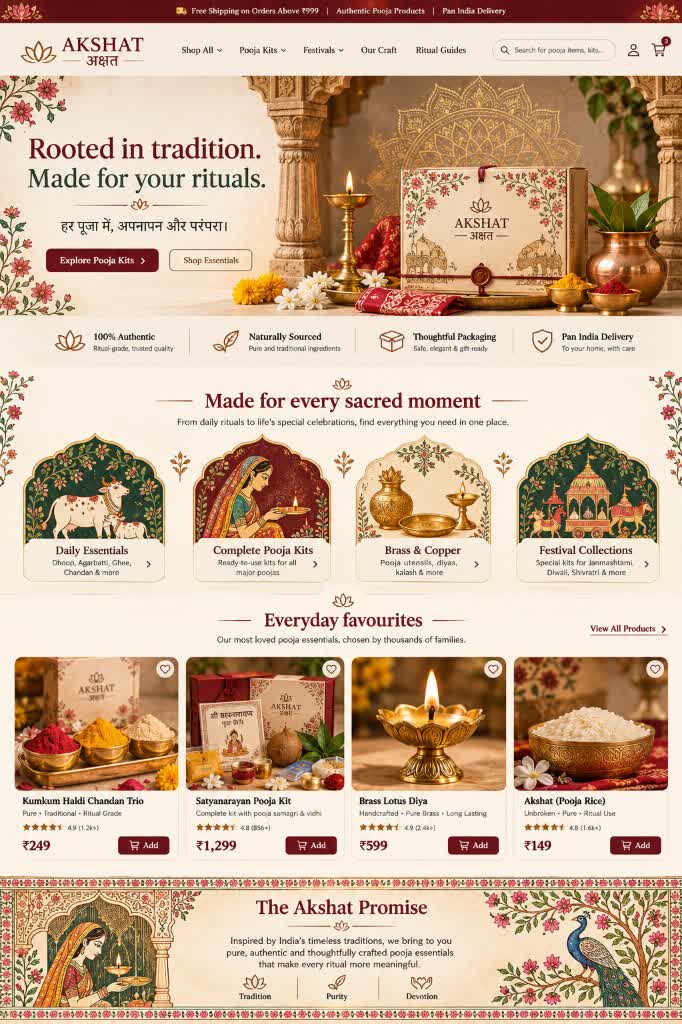 Free Shipping on Orders Above ₹999 | Authentic Pooja Products | Pan India Delivery
AKSHAT
अक्षत
Shop All
Pooja Kits
Festivals
Our Craft
Ritual Guides
Search for pooja items, kits...
3
Rooted in tradition.
Made for your rituals.
हर पूजा में, अपनापन और परंपरा।
Explore Pooja Kits
Shop Essentials
AKSHAT
अक्षत
100% Authentic
Ritual-grade, trusted quality
Naturally Sourced
Pure and traditional ingredients
Thoughtful Packaging
Safe, elegant & gift-ready
Pan India Delivery
To your home, with care
Made for every sacred moment
From daily rituals to life's special celebrations, find everything you need in one place.
Daily Essentials
Dhoop, Agarbatti, Ghee,
Chandan & more
Complete Pooja Kits
Ready-to-use kits for all
major poojas
Brass & Copper
Pooja utensils, diyas,
kalash & more
Festival Collections
Special kits for Janmashtami,
Diwali, Shivratri & more
Everyday favourites
Our most loved pooja essentials, chosen by thousands of families.
View All Products
AKSHAT
अक्षत
AKSHAT
अक्षत
श्री सत्यनारायण
Kumkum Haldi Chandan Trio
Pure • Traditional • Ritual Grade
4.9 (1.2k+)
₹249
Add
Satyanarayan Pooja Kit
Complete kit with pooja samagri & vidhi
4.8 (856+)
₹1,299
Add
Brass Lotus Diya
Handcrafted • Pure Brass • Long Lasting
4.9 (2.4k+)
₹599
Add
Akshat (Pooja Rice)
Unbroken • Pure • Ritual Use
4.8 (1.6k+)
₹149
Add
The Akshat Promise
Inspired by India's timeless traditions, we bring to you
pure, authentic and thoughtfully crafted pooja essentials
that make every ritual more meaningful.
Tradition
Purity
Devotion